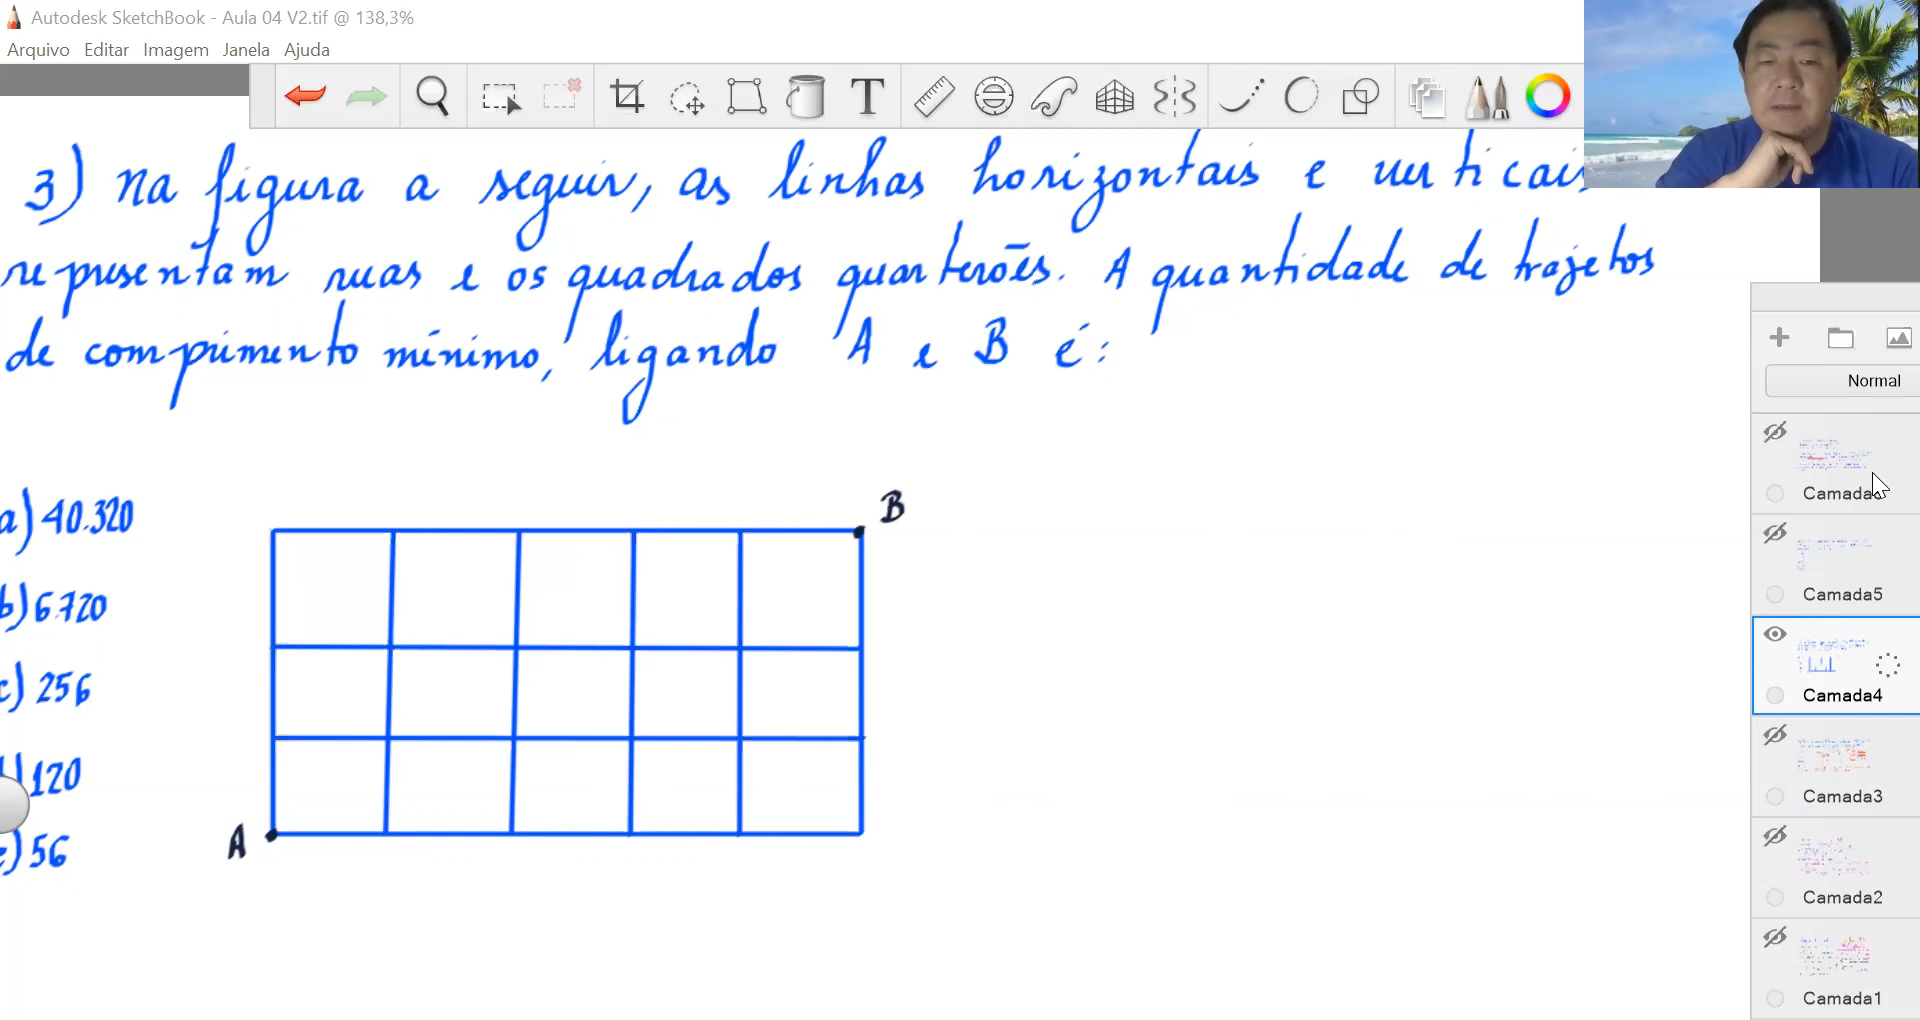 Autodesk SketchBook - Aula 04 V2.tif @ 138,3%
Arquivo Editar Imagem Janela Ajuda
T
3) Na figura a seguir, as linhas horizontais e verticais
representam ruas e os quadrados quarteirões. A quantidade de trajetos
de comprimento mínimo, ligando A e B é:
a) 40.320
b) 6.720
c) 256
120
e) 56
B
A
Normal
Camada
Camada5
Camada4
Camada3
Camada2
Camada1